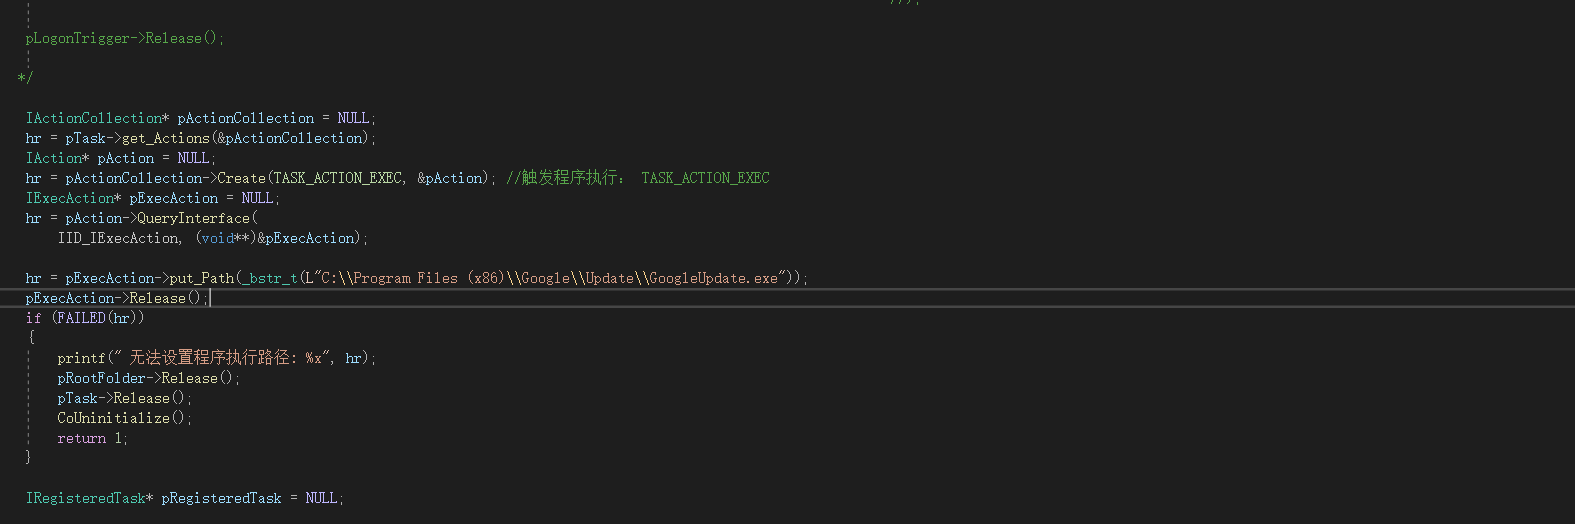 //);
pLogonTrigger->Release();
*/
IActionCollection* pActionCollection = NULL;
hr = pTask->get_Actions(&pActionCollection);
IAction* pAction = NULL;
hr = pActionCollection->Create(TASK_ACTION_EXEC, &pAction); //触发程序执行： TASK_ACTION_EXEC
IExecAction* pExecAction = NULL;
hr = pAction->QueryInterface(
IID_IExecAction, (void**)&pExecAction);
hr = pExecAction->put_Path(_bstr_t(L"C:\\Program Files (x86)\\Google\\Update\\GoogleUpdate.exe"));
pExecAction->Release();
if (FAILED(hr))
{
printf(" 无法设置程序执行路径: %x", hr);
pRootFolder->Release();
pTask->Release();
CoUninitialize();
return 1;
}
IRegisteredTask* pRegisteredTask = NULL;